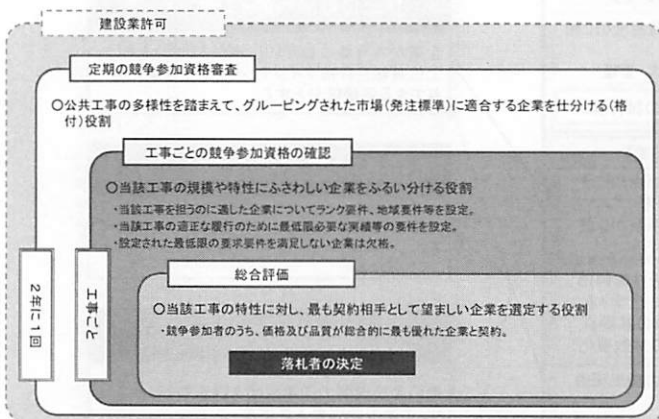 建設業許可
定期の競争参加資格審査
○公共工事の多様性を踏まえて、グルーピングされた市場(発注標準)に適合する企業を仕分ける(格
付)役割
工事ごとの競争参加資格の確認
○当該工事の規模や特性にふさわしい企業をふるい分ける役割
・当該工事を担うのに適した企業についてランク要件、地域要件等を設定。
・当該工事の適正な履行のために最低限必要な実績等の要件を設定。
・設定された最低限の要求要件を満足しない企業は欠格。
総合評価
○当該工事の特性に対し、最も契約相手として望ましい企業を選定する役割
・競争参加者のうち、価格及び品質が総合的に最も優れた企業と契約。
落札者の決定
2年に1回
工事ごと